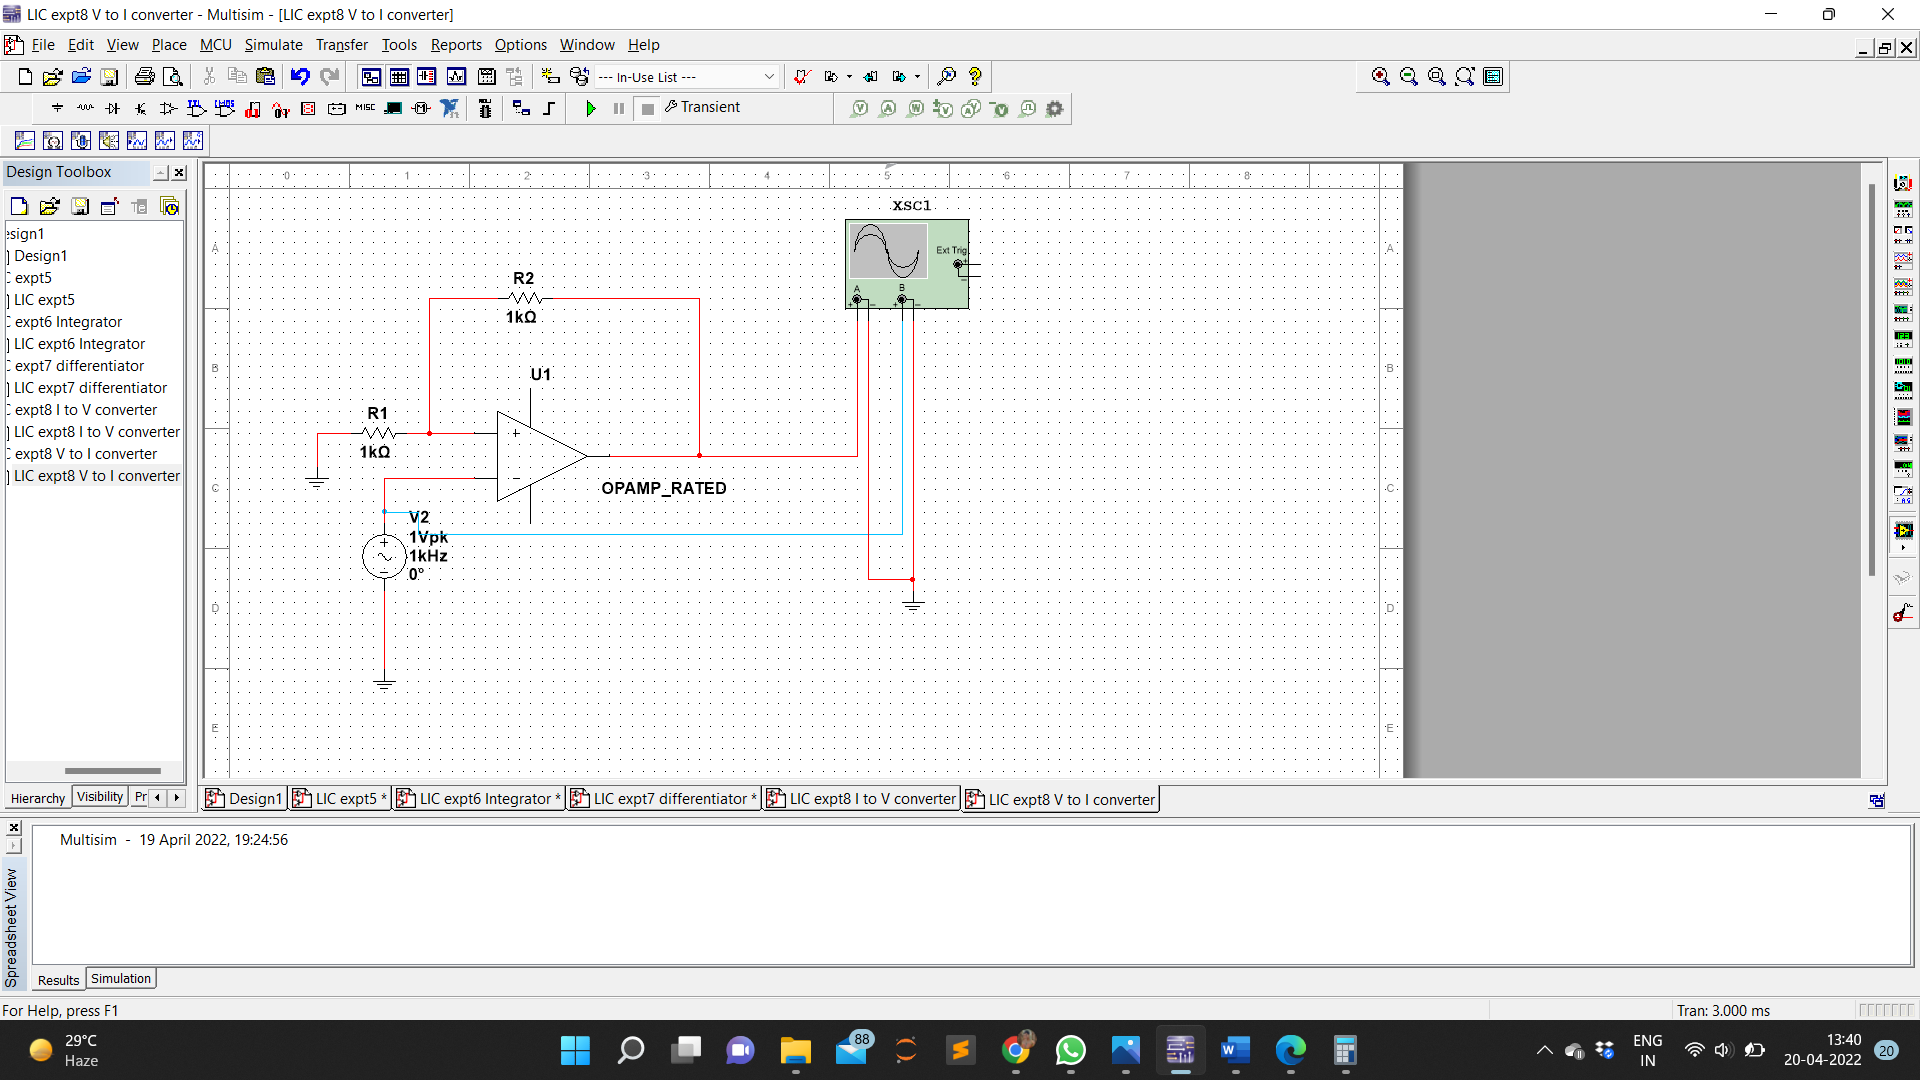 LIC expt8 V to I converter - Multisim - [LIC expt8 V to I converter]
File Edit View Place MCU Simulate Transfer Tools Reports Options Window Help
--- In-Use List ---
MISC
Transient
Design Toolbox
esign1
Design1
C expt5
LIC expt5
C expt6 Integrator
LIC expt6 Integrator
C expt7 differentiator
LIC expt7 differentiator
C expt8 I to V converter
LIC expt8 I to V converter
C expt8 V to I converter
LIC expt8 V to I converter
Hierarchy Visibility Pr
0 1 2 3 4 5 6 7 8
A A
B B
C C
D D
E E
XSC1
Ext Trig
+
−
A B
+ − + −
R2
1kΩ
U1
R1
1kΩ
+
−
OPAMP_RATED
V2
1Vpk
1kHz
0°
Design1 LIC expt5 * LIC expt6 Integrator * LIC expt7 differentiator * LIC expt8 I to V converter LIC expt8 V to I converter
Multisim - 19 April 2022, 19:24:56
Spreadsheet View
Results Simulation
For Help, press F1
Tran: 3.000 ms
29°C
Haze
88
ENG
IN
13:40
20-04-2022
20